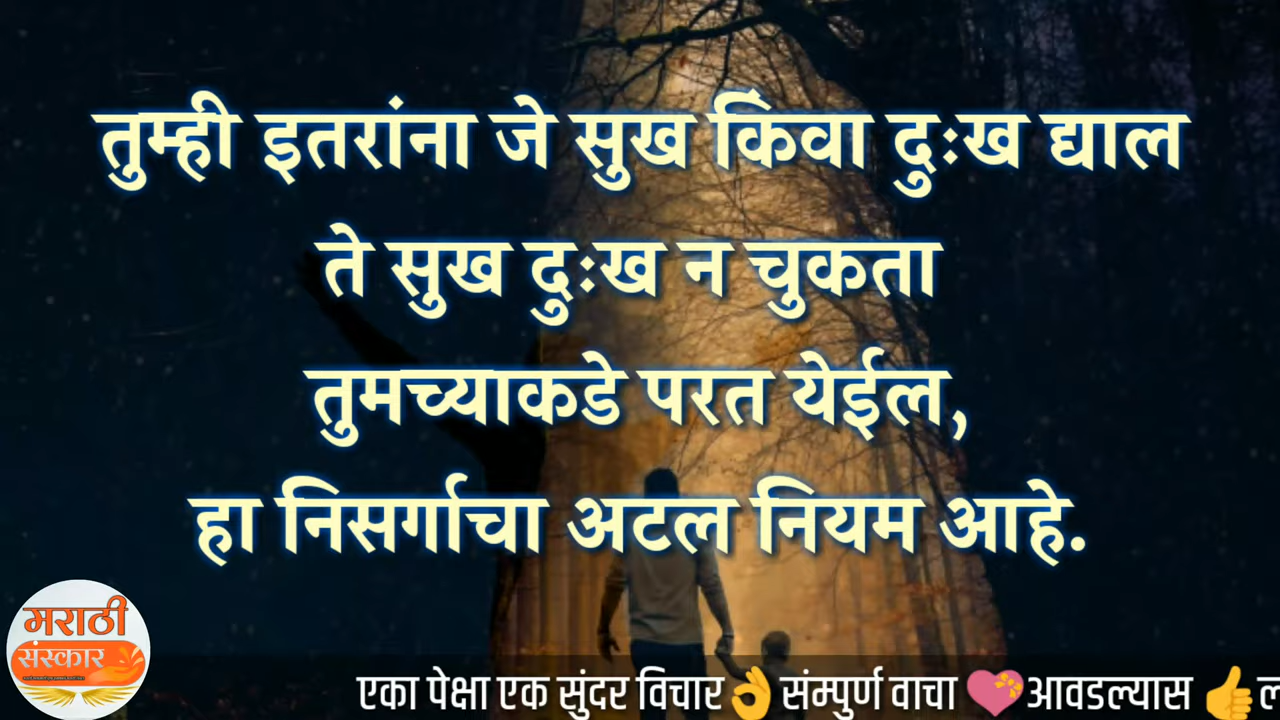 तुम्ही इतरांना जे सुख किंवा दुःख द्याल
ते सुख दुःख न चुकता
तुमच्याकडे परत येईल,
हा निसर्गाचा अटल नियम आहे.
मराठी
संस्कार
एका पेक्षा एक सुंदर विचार👌संम्पुर्ण वाचा 💝आवडल्यास 👍